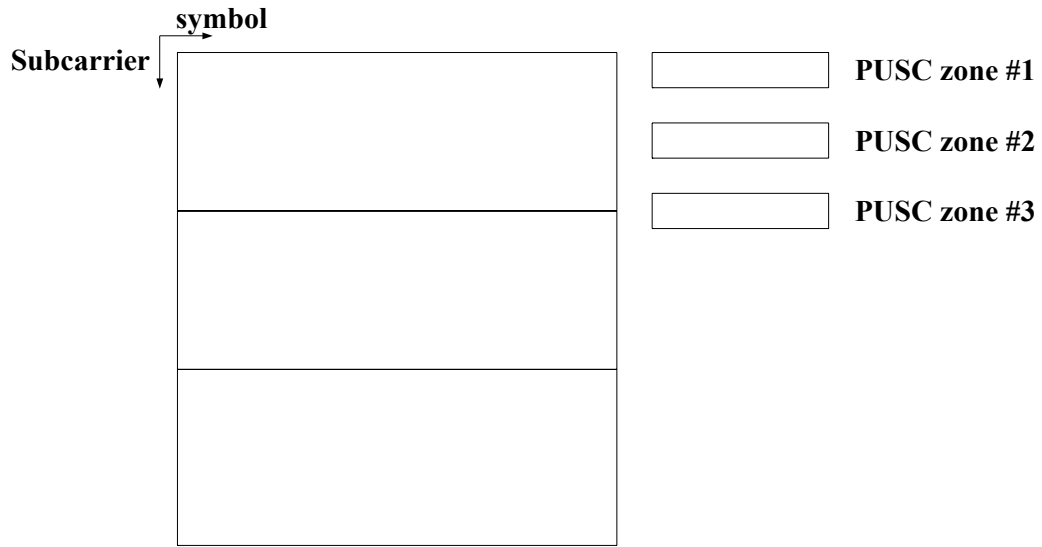 symbol
Subcarrier
PUSC zone #1
PUSC zone #2
PUSC zone #3